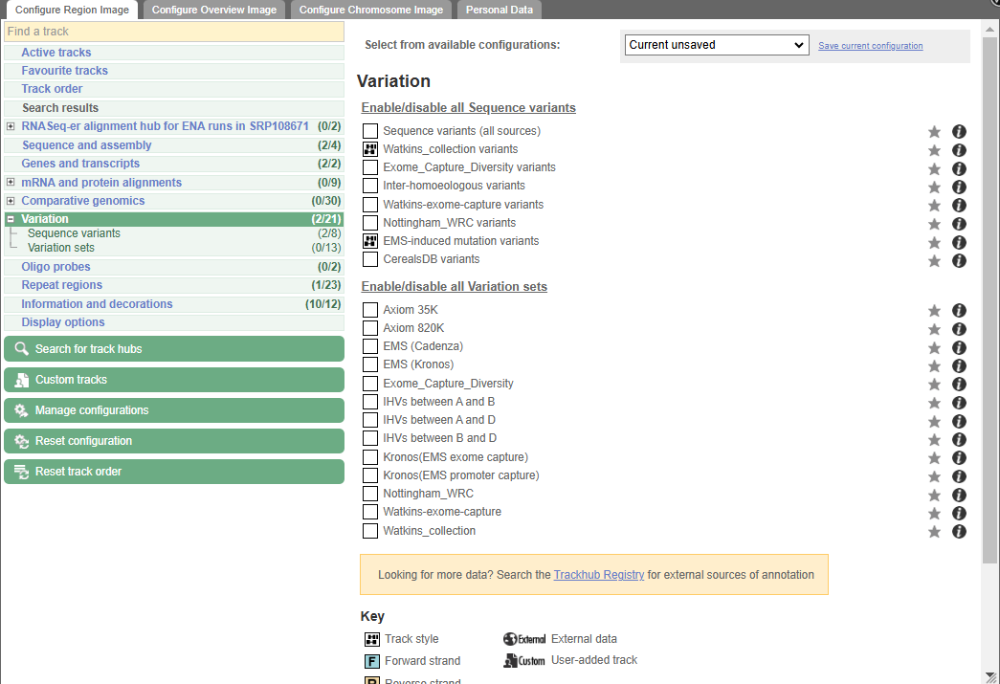 Configure Region Image Configure Overview Image Configure Chromosome Image Personal Data
Find a track
Active tracks
Favourite tracks
Track order
Search results
RNASeq-er alignment hub for ENA runs in SRP108671 (0/2)
Sequence and assembly (2/4)
Genes and transcripts (2/2)
mRNA and protein alignments (0/9)
Comparative genomics (0/30)
Variation (2/21)
Sequence variants (2/8)
Variation sets (0/13)
Oligo probes (0/2)
Repeat regions (1/23)
Information and decorations (10/12)
Display options
Search for track hubs
Custom tracks
Manage configurations
Reset configuration
Reset track order
Select from available configurations: Current unsaved Save current configuration
Variation
Enable/disable all Sequence variants
Sequence variants (all sources)
Watkins_collection variants
Exome_Capture_Diversity variants
Inter-homoeologous variants
Watkins-exome-capture variants
Nottingham_WRC variants
EMS-induced mutation variants
CerealsDB variants
Enable/disable all Variation sets
Axiom 35K
Axiom 820K
EMS (Cadenza)
EMS (Kronos)
Exome_Capture_Diversity
IHVs between A and B
IHVs between A and D
IHVs between B and D
Kronos(EMS exome capture)
Kronos(EMS promoter capture)
Nottingham_WRC
Watkins-exome-capture
Watkins_collection
Looking for more data? Search the Trackhub Registry for external sources of annotation
Key
Track style External External data
F Forward strand Custom User-added track
R Reverse strand